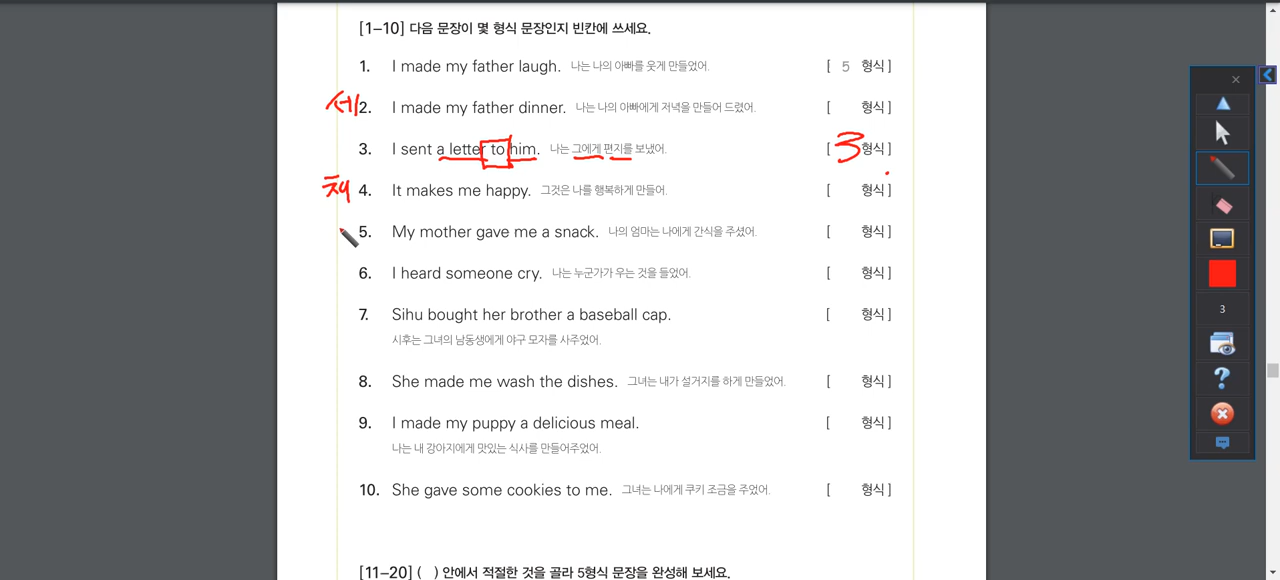 [1–10] 다음 문장이 몇 형식 문장인지 빈칸에 쓰세요.
1. I made my father laugh. 나는 나의 아빠를 웃게 만들었어. [ 5 형식 ]
2. I made my father dinner. 나는 나의 아빠에게 저녁을 만들어 드렸어. [ 형식 ]
3. I sent a letter to him. 나는 그에게 편지를 보냈어. [ 3 형식 ]
4. It makes me happy. 그것은 나를 행복하게 만들어. [ 형식 ]
5. My mother gave me a snack. 나의 엄마는 나에게 간식을 주셨어. [ 형식 ]
6. I heard someone cry. 나는 누군가가 우는 것을 들었어. [ 형식 ]
7. Sihu bought her brother a baseball cap. [ 형식 ]
시후는 그녀의 남동생에게 야구 모자를 사주었어.
8. She made me wash the dishes. 그녀는 내가 설거지를 하게 만들었어. [ 형식 ]
9. I made my puppy a delicious meal. [ 형식 ]
나는 내 강아지에게 맛있는 식사를 만들어주었어.
10. She gave some cookies to me. 그녀는 나에게 쿠키 조금을 주었어. [ 형식 ]
[11–20] ( ) 안에서 적절한 것을 골라 5형식 문장을 완성해 보세요.
3